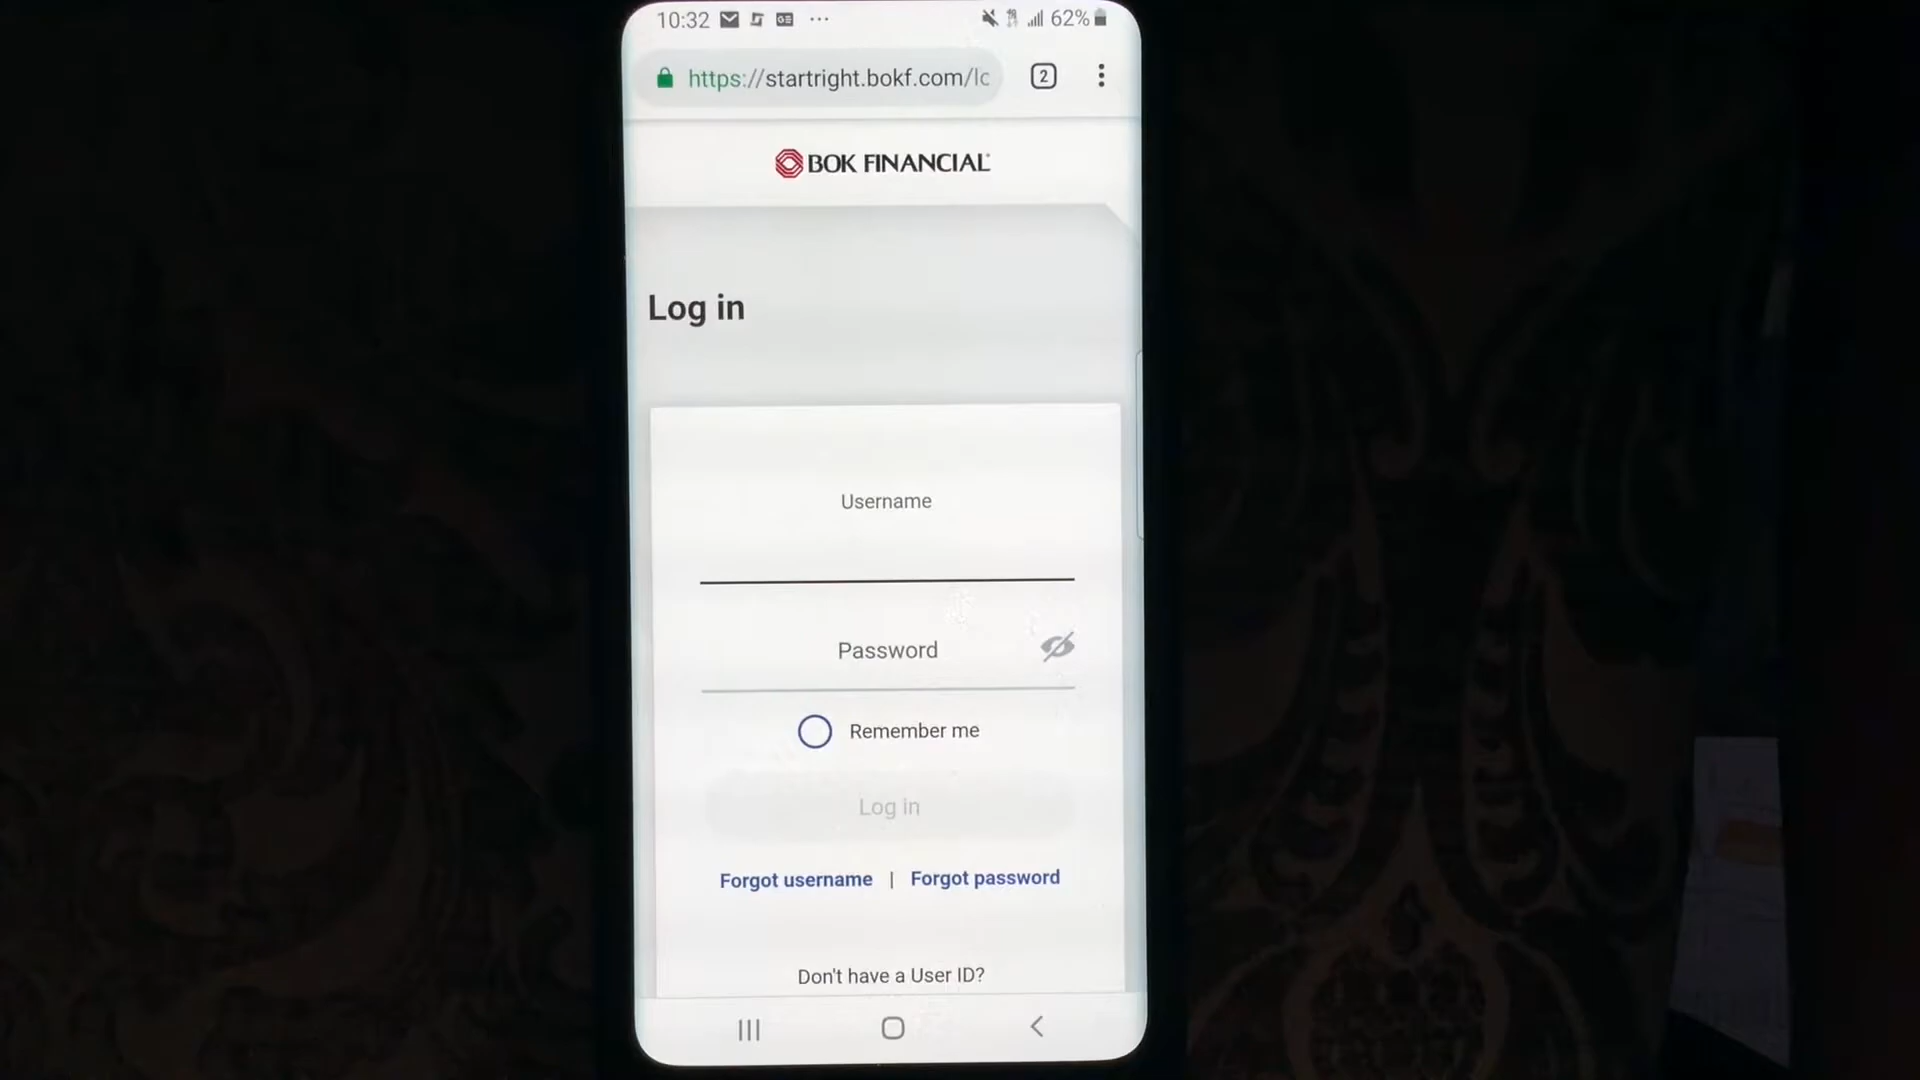 10:32 62%
https://startright.bokf.com/lo 2
BOK FINANCIAL
Log in
Username
Password
Remember me
Log in
Forgot username | Forgot password
Don't have a User ID?